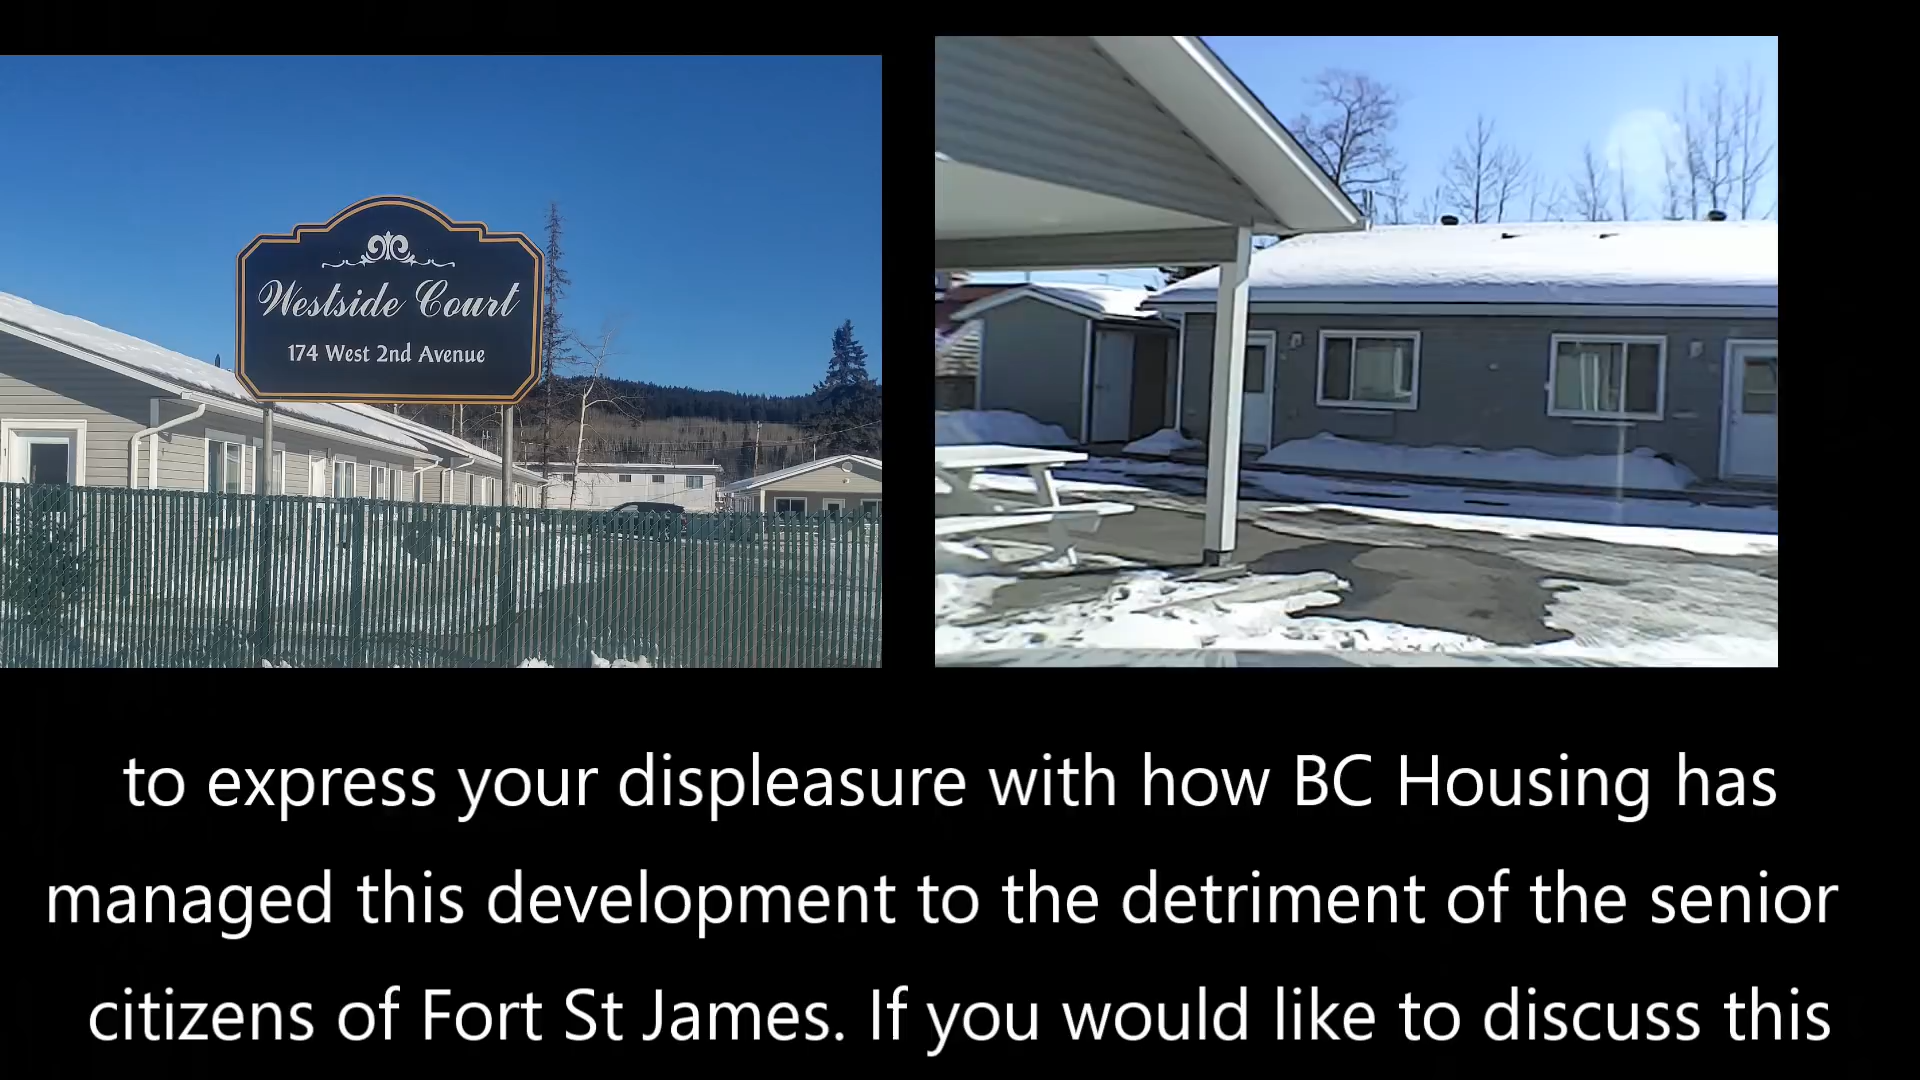 Westside Court
174 West 2nd Avenue
to express your displeasure with how BC Housing has
managed this development to the detriment of the senior
citizens of Fort St James. If you would like to discuss this